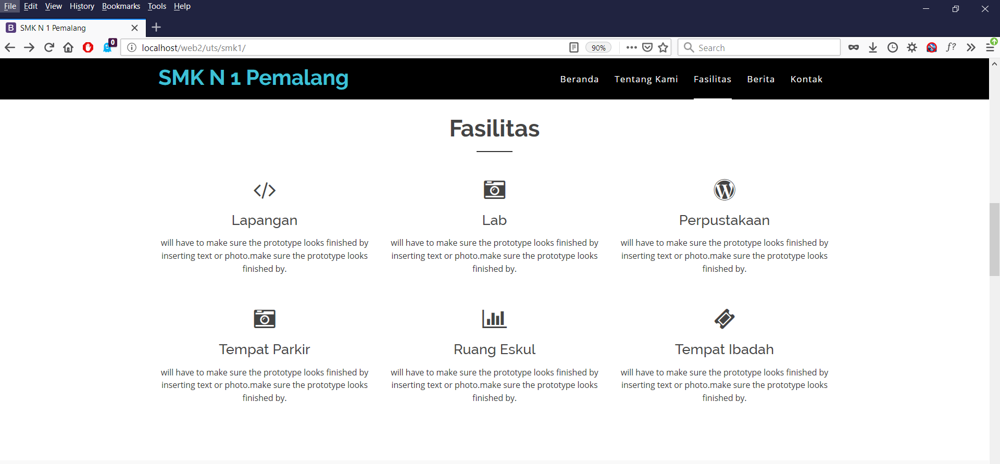 File Edit View History Bookmarks Tools Help
SMK N 1 Pemalang
0
localhost/web2/uts/smk1/
90%
Search
f?
SMK N 1 Pemalang
Beranda Tentang Kami Fasilitas Berita Kontak
Fasilitas
Lapangan
will have to make sure the prototype looks finished by
inserting text or photo.make sure the prototype looks
finished by.
Lab
will have to make sure the prototype looks finished by
inserting text or photo.make sure the prototype looks
finished by.
Perpustakaan
will have to make sure the prototype looks finished by
inserting text or photo.make sure the prototype looks
finished by.
Tempat Parkir
will have to make sure the prototype looks finished by
inserting text or photo.make sure the prototype looks
finished by.
Ruang Eskul
will have to make sure the prototype looks finished by
inserting text or photo.make sure the prototype looks
finished by.
Tempat Ibadah
will have to make sure the prototype looks finished by
inserting text or photo.make sure the prototype looks
finished by.